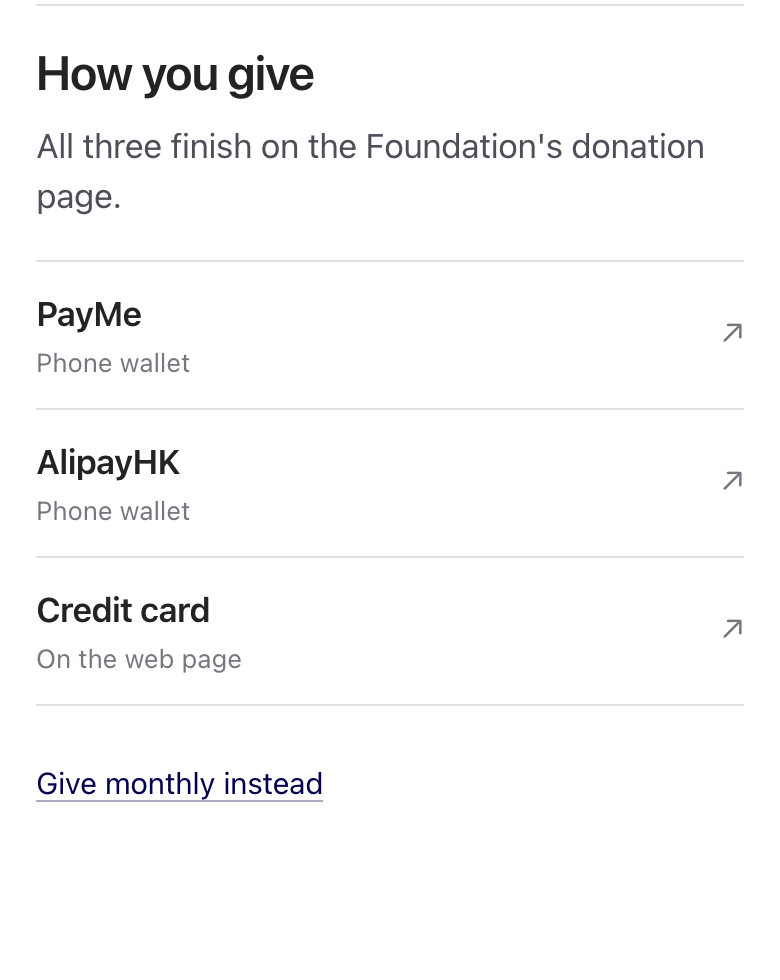 How you give
All three finish on the Foundation's donation
page.
PayMe
Phone wallet
AlipayHK
Phone wallet
Credit card
On the web page
Give monthly instead